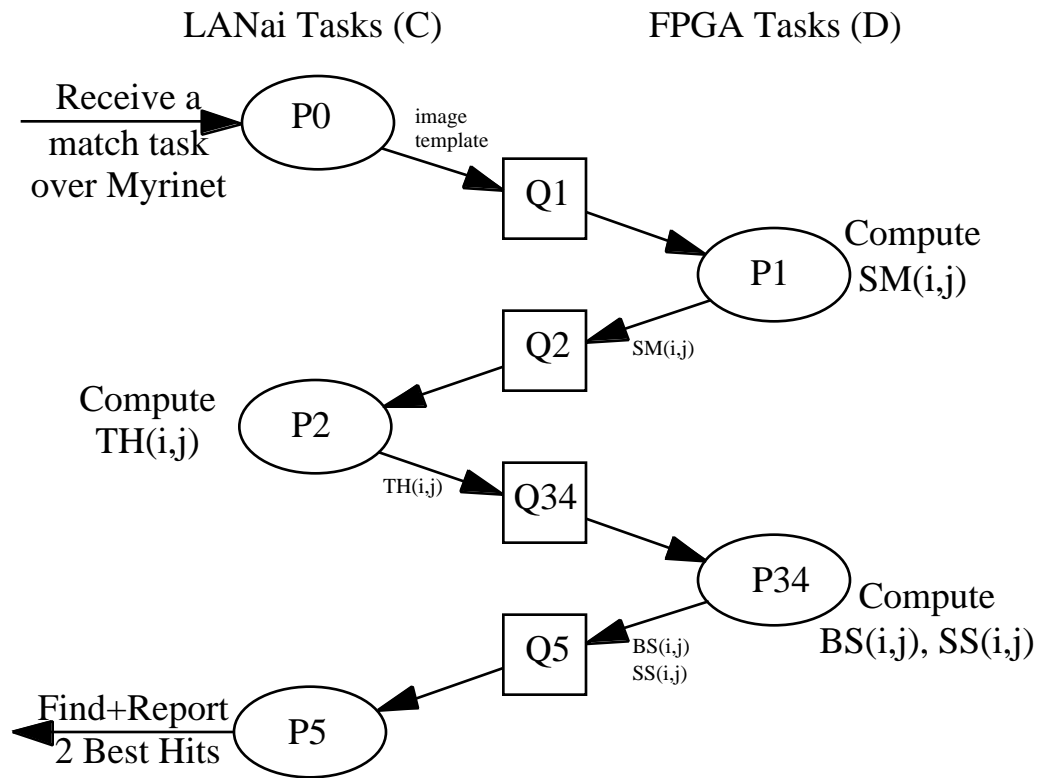 LANai Tasks (C)
FPGA Tasks (D)
Receive a
match task
over Myrinet
P0
image
template
Q1
P1
Compute
SM(i,j)
Q2
SM(i,j)
Compute
TH(i,j)
P2
TH(i,j)
Q34
P34
Compute
BS(i,j), SS(i,j)
Q5
BS(i,j)
SS(i,j)
Find+Report
2 Best Hits
P5